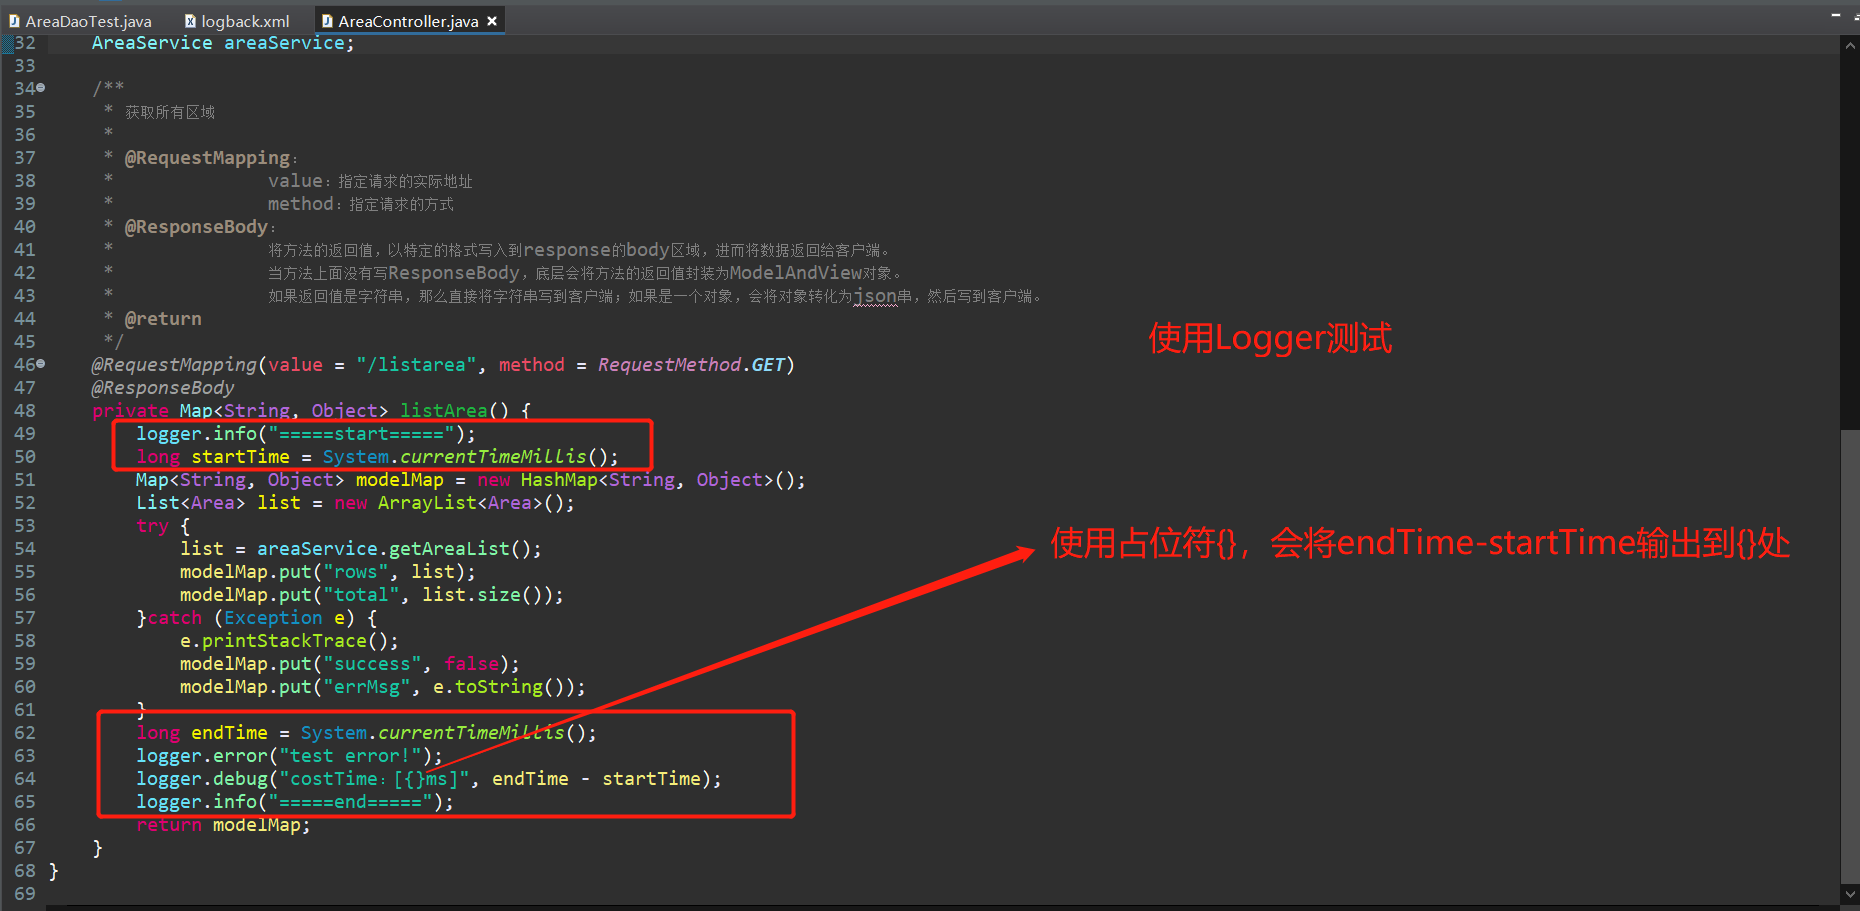 AreaDaoTest.java logback.xml AreaController.java
32 AreaService areaService;
33
34 /**
35 * 获取所有区域
36 *
37 * @RequestMapping：
38 * value：指定请求的实际地址
39 * method：指定请求的方式
40 * @ResponseBody：
41 * 将方法的返回值，以特定的格式写入到response的body区域，进而将数据返回给客户端。
42 * 当方法上面没有写ResponseBody，底层会将方法的返回值封装为ModelAndView对象。
43 * 如果返回值是字符串，那么直接将字符串写到客户端；如果是一个对象，会将对象转化为json串，然后写到客户端。
44 * @return
45 */
使用Logger测试
46 @RequestMapping(value = "/listarea", method = RequestMethod.GET)
47 @ResponseBody
48 private Map<String, Object> listArea() {
49 logger.info("=====start=====");
50 long startTime = System.currentTimeMillis();
51 Map<String, Object> modelMap = new HashMap<String, Object>();
52 List<Area> list = new ArrayList<Area>();
53 try {
54 list = areaService.getAreaList();
使用占位符{}，会将endTime-startTime输出到{}处
55 modelMap.put("rows", list);
56 modelMap.put("total", list.size());
57 }catch (Exception e) {
58 e.printStackTrace();
59 modelMap.put("success", false);
60 modelMap.put("errMsg", e.toString());
61 }
62 long endTime = System.currentTimeMillis();
63 logger.error("test error!");
64 logger.debug("costTime：[{}ms]", endTime - startTime);
65 logger.info("=====end=====");
66 return modelMap;
67 }
68 }
69